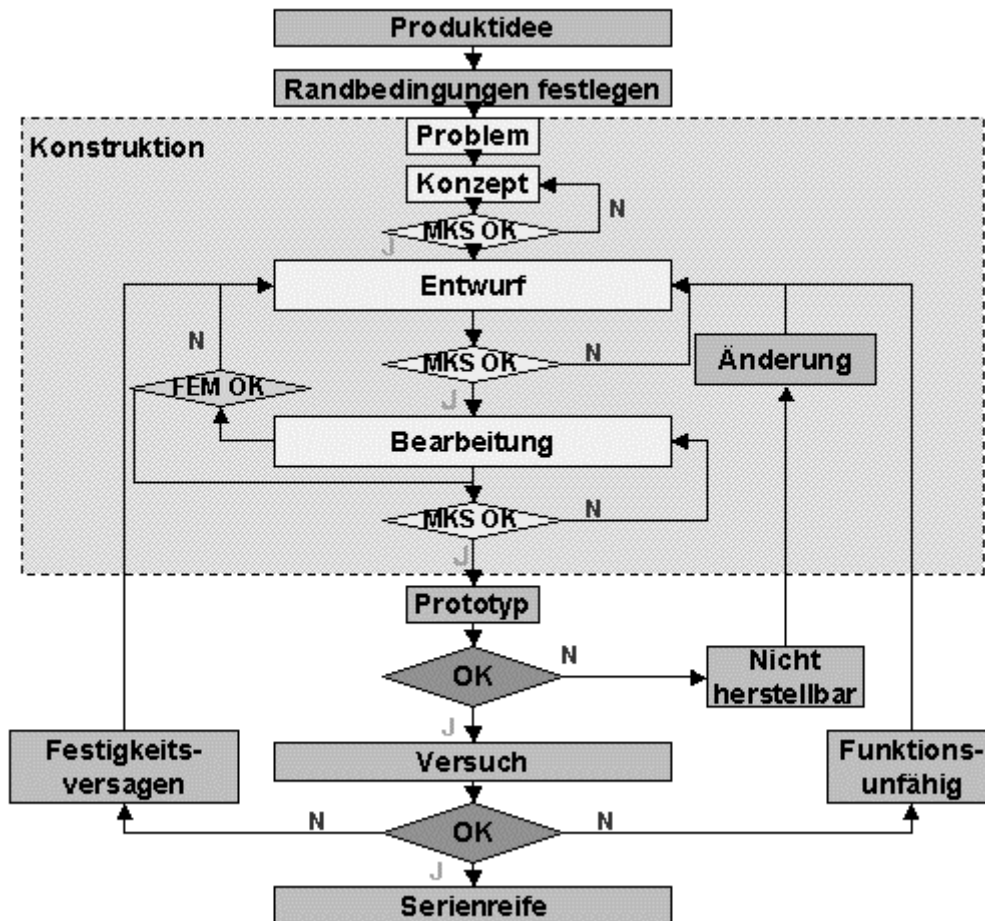 Produktidee
Randbedingungen festlegen
Problem
Konstruktion
Konzept
N
MKS OK
J
Entwurf
N
MKS OK
N
Änderung
FEM OK
J
Bearbeitung
MKS OK
N
J
Prototyp
N
OK
Nicht
herstellbar
J
Festigkeits-
versagen
Versuch
Funktions-
unfähig
N
OK
N
J
Serienreife